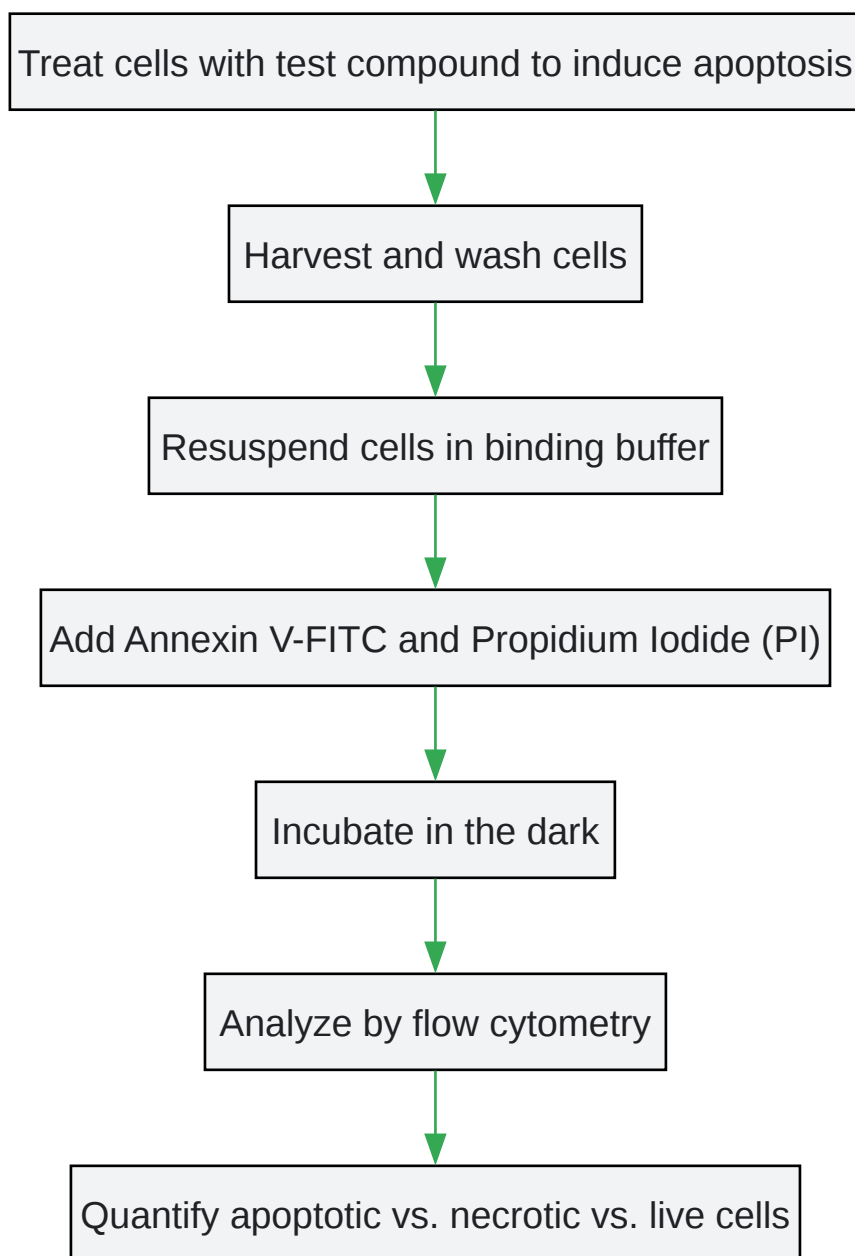 Treat cells with test compound to induce apoptosis
Harvest and wash cells
Resuspend cells in binding buffer
Add Annexin V-FITC and Propidium Iodide (PI)
Incubate in the dark
Analyze by flow cytometry
Quantify apoptotic vs. necrotic vs. live cells